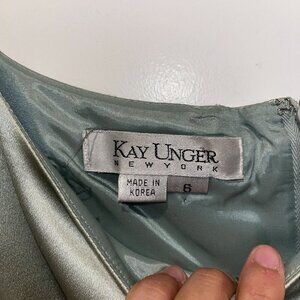 KAY UNGER
NEW YORK
MADE IN
KOREA
6